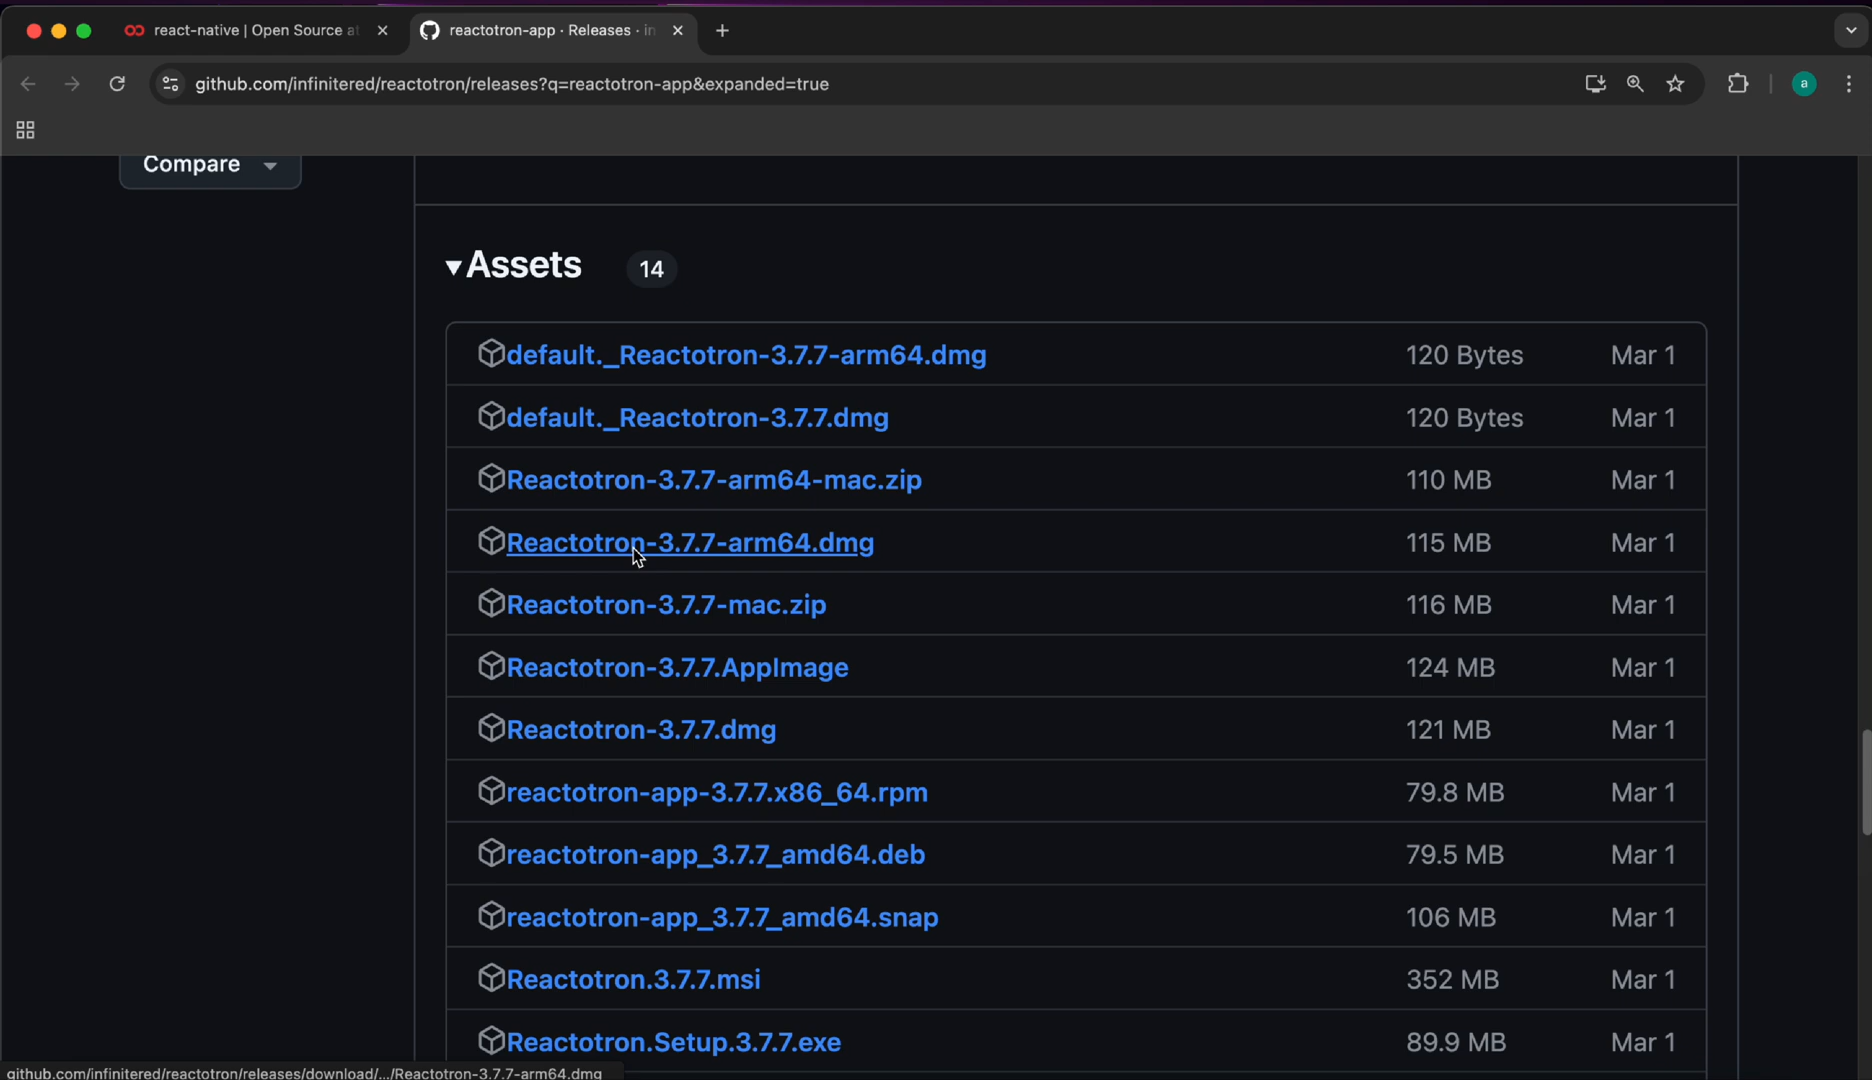 react-native | Open Source at
reactotron-app · Releases · in
github.com/infinitered/reactotron/releases?q=reactotron-app&expanded=true
a
Compare
Assets 14
default._Reactotron-3.7.7-arm64.dmg 120 Bytes Mar 1
default._Reactotron-3.7.7.dmg 120 Bytes Mar 1
Reactotron-3.7.7-arm64-mac.zip 110 MB Mar 1
Reactotron-3.7.7-arm64.dmg 115 MB Mar 1
Reactotron-3.7.7-mac.zip 116 MB Mar 1
Reactotron-3.7.7.AppImage 124 MB Mar 1
Reactotron-3.7.7.dmg 121 MB Mar 1
reactotron-app-3.7.7.x86_64.rpm 79.8 MB Mar 1
reactotron-app_3.7.7_amd64.deb 79.5 MB Mar 1
reactotron-app_3.7.7_amd64.snap 106 MB Mar 1
Reactotron.3.7.7.msi 352 MB Mar 1
Reactotron.Setup.3.7.7.exe 89.9 MB Mar 1
github.com/infinitered/reactotron/releases/download/.../Reactotron-3.7.7-arm64.dmg